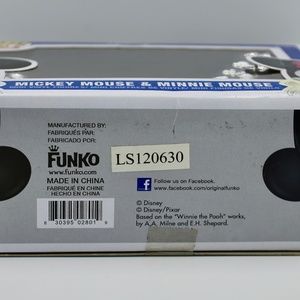 MICKEY MOUSE & MINNIE MOUSE
MANUFACTURED BY:
FABRIQUÉS PAR:
FABRICADO POR:
FUNKO
www.funko.com
MADE IN CHINA
FABRIQUÉ EN CHINE
HECHO EN CHINA
8 30395 02801 9
LS120630
f Find us on Facebook.
www.facebook.com/originalfunko
© Disney
© Disney/Pixar
Based on the "Winnie the Pooh" works,
by A.A. Milne and E.H. Shepard.